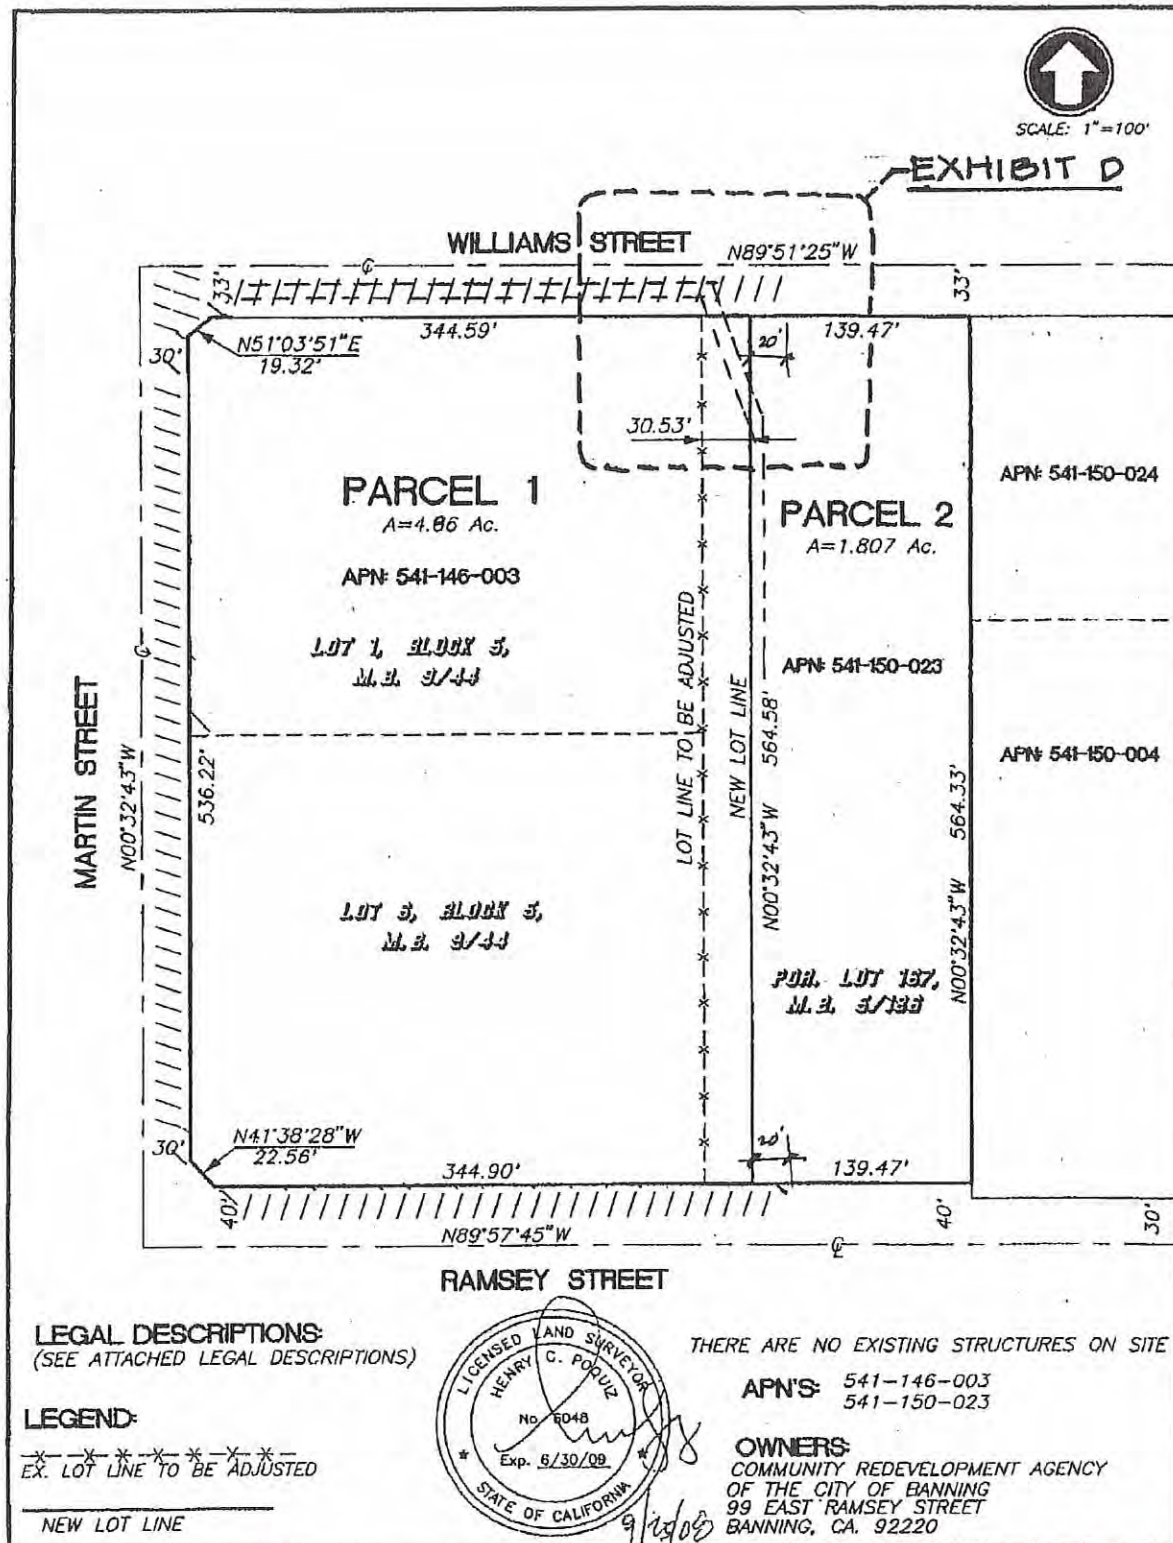 SCALE: 1"=100'
EXHIBIT D
WILLIAMS STREET
N89°51'25"W
33'
33'
344.59'
20'
139.47'
N51°03'51"E
19.32'
30'
30.53'
PARCEL 1
A=4.86 Ac.
APN: 541-146-003
PARCEL 2
A=1.807 Ac.
APN: 541-150-024
LOT 1, BLOCK 5,
M.B. 9/44
APN: 541-150-023
LOT LINE TO BE ADJUSTED
NEW LOT LINE
N00°32'43"W 564.58'
MARTIN STREET
N00°32'43"W
536.22'
APN: 541-150-004
N00°32'43"W 564.33'
BLOCK 5,
M.B. 9/44
POR. LOT 167,
M.B.
N41°38'28"W
22.56'
30'
20'
344.90'
139.47'
40'
40'
30'
N89°57'45"W
RAMSEY STREET
LEGAL DESCRIPTIONS:
(SEE ATTACHED LEGAL DESCRIPTIONS)
LEGEND:
EX. LOT LINE TO BE ADJUSTED
NEW LOT LINE
LICENSED LAND SURVEYOR
HENRY C. POQUIZ
No. 6048
Exp. 6/30/09
STATE OF CALIFORNIA
THERE ARE NO EXISTING STRUCTURES ON SITE
APN'S: 541-146-003
541-150-023
OWNERS:
COMMUNITY REDEVELOPMENT AGENCY
OF THE CITY OF BANNING
99 EAST RAMSEY STREET
BANNING, CA. 92220